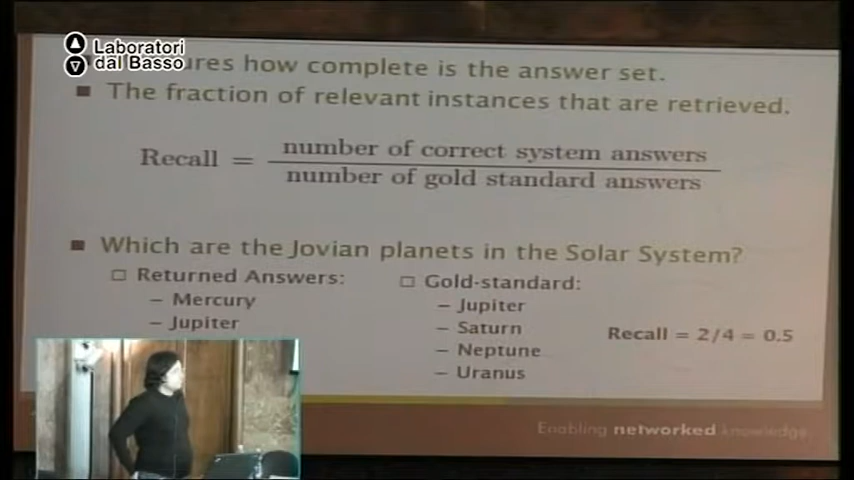 Laboratori
dal Basso
how complete is the answer set.
The fraction of relevant instances that are retrieved.
Recall = number of correct system answers
number of gold standard answers
Which are the Jovian planets in the Solar System?
Returned Answers:
– Mercury
– Jupiter
Gold-standard:
– Jupiter
– Saturn
– Neptune
– Uranus
Recall = 2/4 = 0.5
Enabling networked knowledge